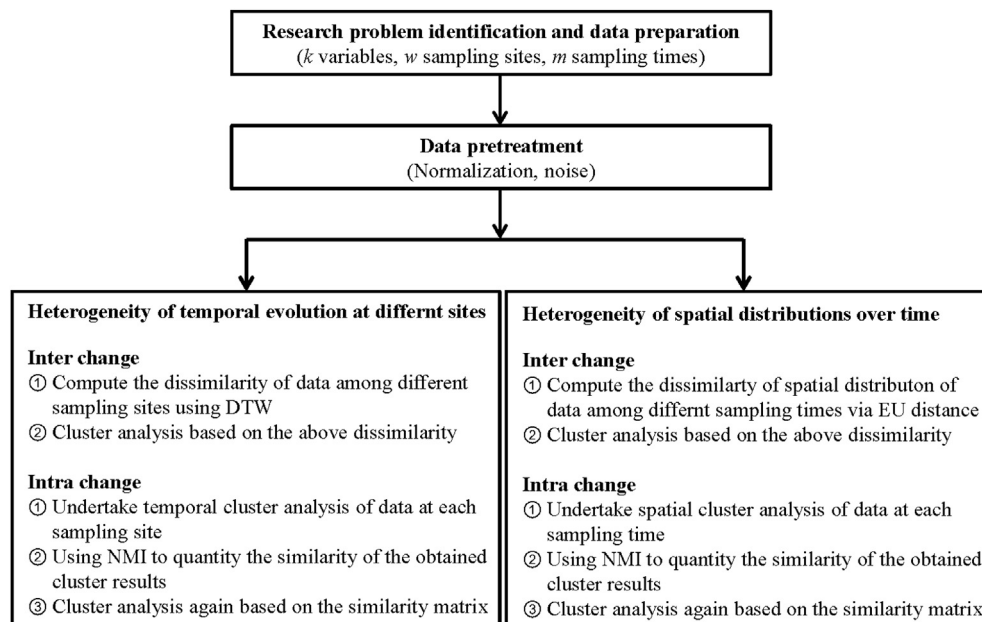 Research problem identification and data preparation
(k variables, w sampling sites, m sampling times)
Data pretreatment
(Normalization, noise)
Heterogeneity of temporal evolution at differnt sites
Inter change
① Compute the dissimilarity of data among different
sampling sites using DTW
② Cluster analysis based on the above dissimilarity
Intra change
① Undertake temporal cluster analysis of data at each
sampling site
② Using NMI to quantity the similarity of the obtained
cluster results
③ Cluster analysis again based on the similarity matrix
Heterogeneity of spatial distributions over time
Inter change
① Compute the dissimilarty of spatial distributon of
data among differnt sampling times via EU distance
② Cluster analysis based on the above dissimilarity
Intra change
① Undertake spatial cluster analysis of data at each
sampling time
② Using NMI to quantity the similarity of the obtained
cluster results
③ Cluster analysis again based on the similarity matrix